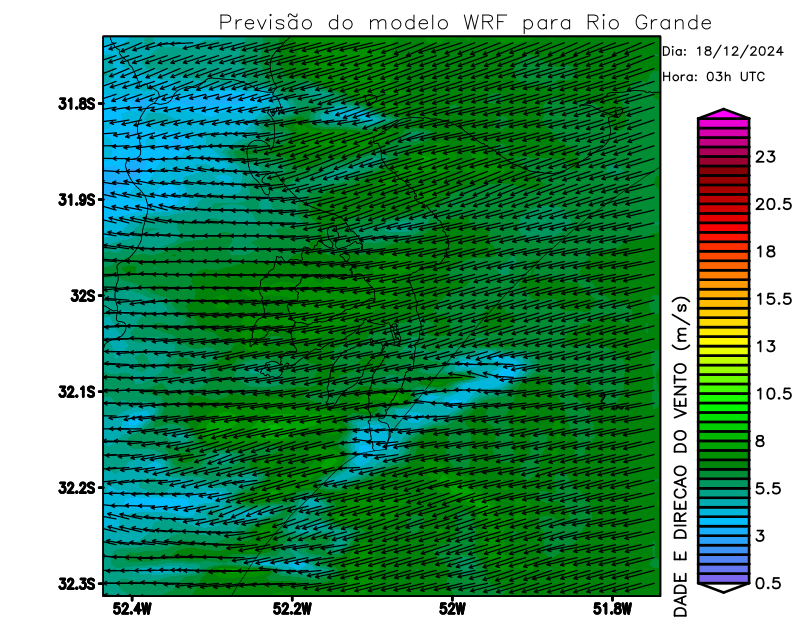 Previsão do modelo WRF para Rio Grande
Dia: 18/12/2024
Hora: 03h UTC
31.8S
31.9S
32S
32.1S
32.2S
32.3S
52.4W
52.2W
52W
51.8W
DADE E DIRECAO DO VENTO (m/s)
23
20.5
18
15.5
13
10.5
8
5.5
3
0.5